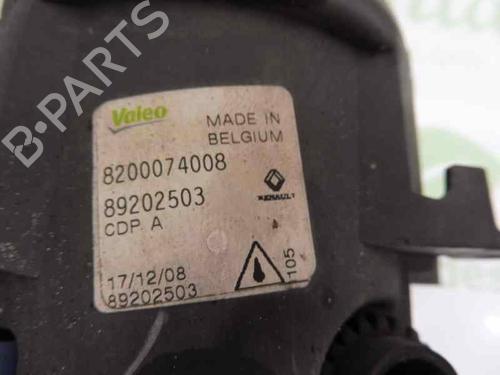 Valeo
MADE IN
BELGIUM
8200074008
89202503
RENAULT
CDP. A
17/12/08
89202503
105
B-PARTS